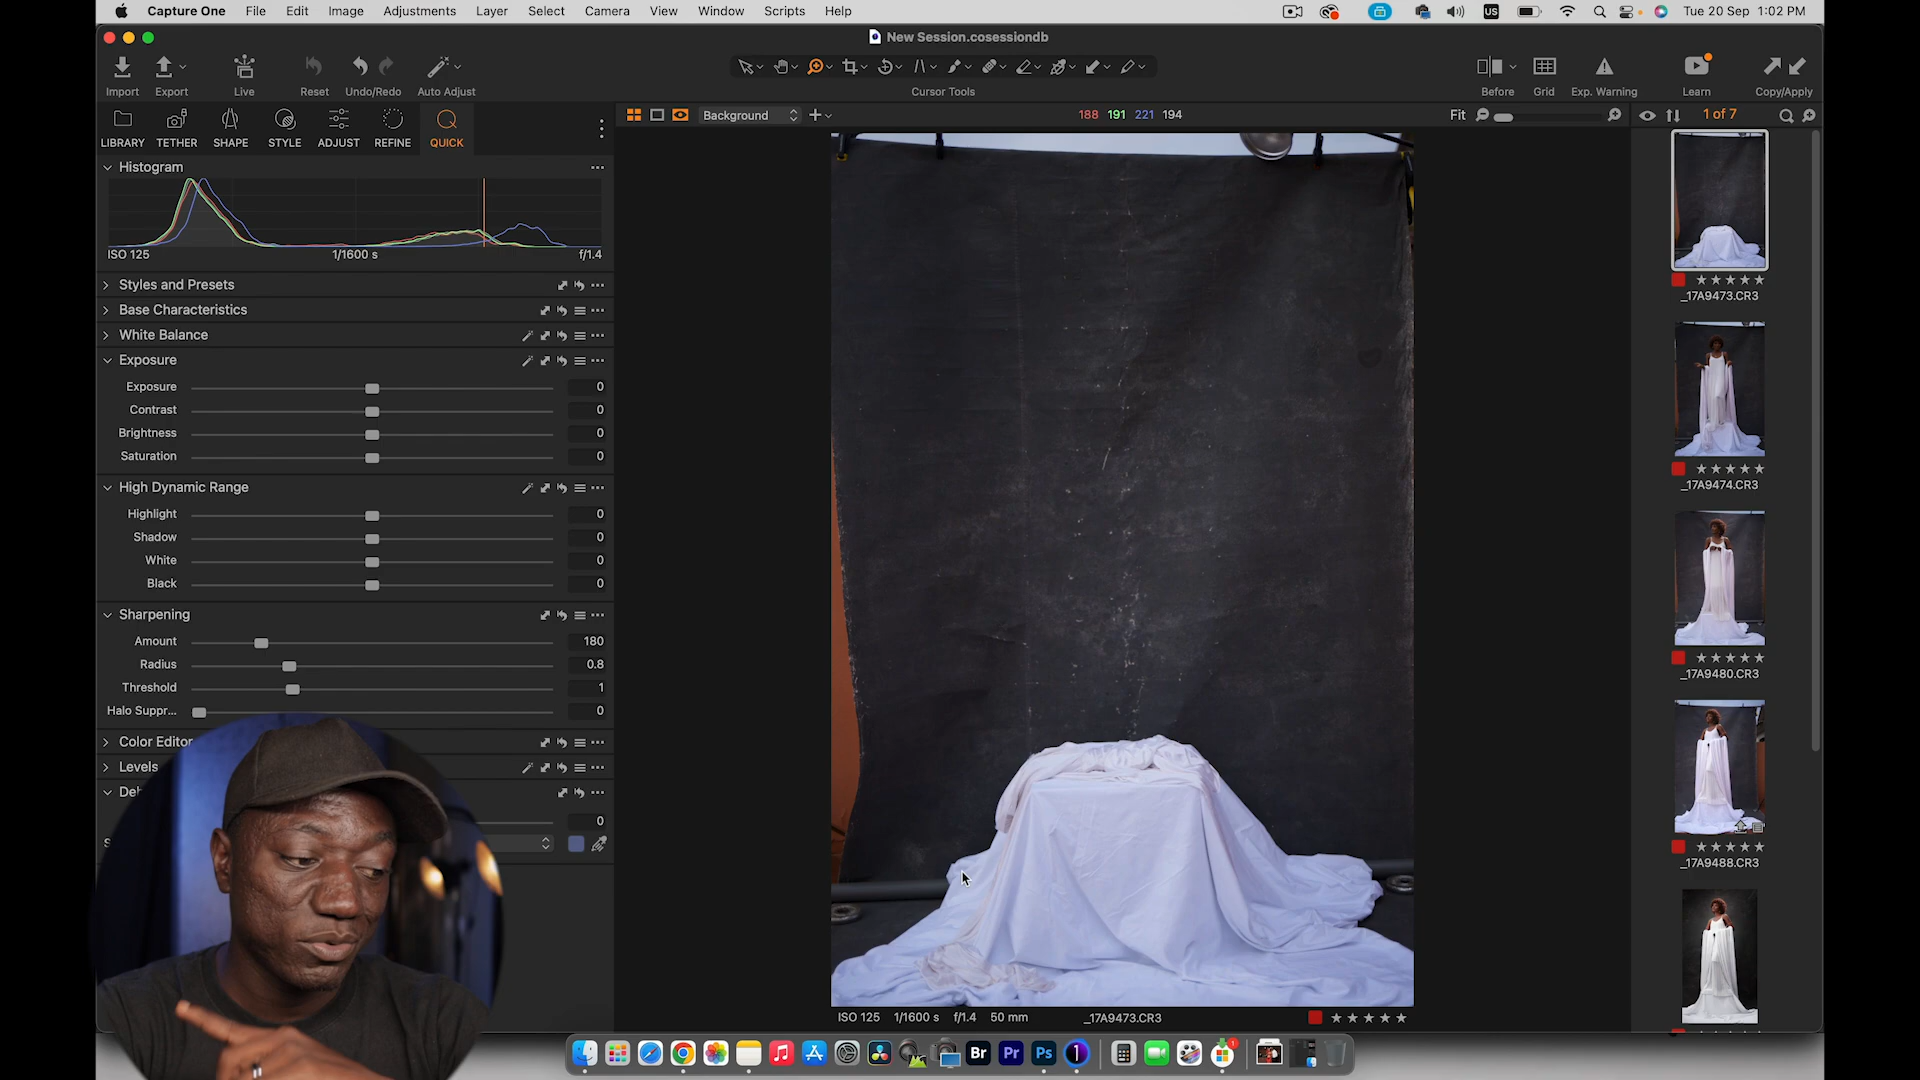 Capture One File Edit Image Adjustments Layer Select Camera View Window Scripts Help US Tue 20 Sep 1:02 PM
New Session.cosessiondb
Import Export Live Reset Undo/Redo Auto Adjust Cursor Tools Before Grid Exp. Warning Learn Copy/Apply
LIBRARY TETHER SHAPE STYLE ADJUST REFINE QUICK
Background 188 191 221 194 Fit 1 of 7
Histogram
ISO 125 1/1600 s f/1.4
Styles and Presets
Base Characteristics
White Balance
Exposure
Exposure 0
Contrast 0
Brightness 0
Saturation 0
High Dynamic Range
Highlight 0
Shadow 0
White 0
Black 0
Sharpening
Amount 180
Radius 0.8
Threshold 1
Halo Suppr... 0
Color Editor
Levels
0
_17A9473.CR3
_17A9474.CR3
_17A9480.CR3
_17A9488.CR3
ISO 125 1/1600 s f/1.4 50 mm _17A9473.CR3
Br Pr Ps 1 1